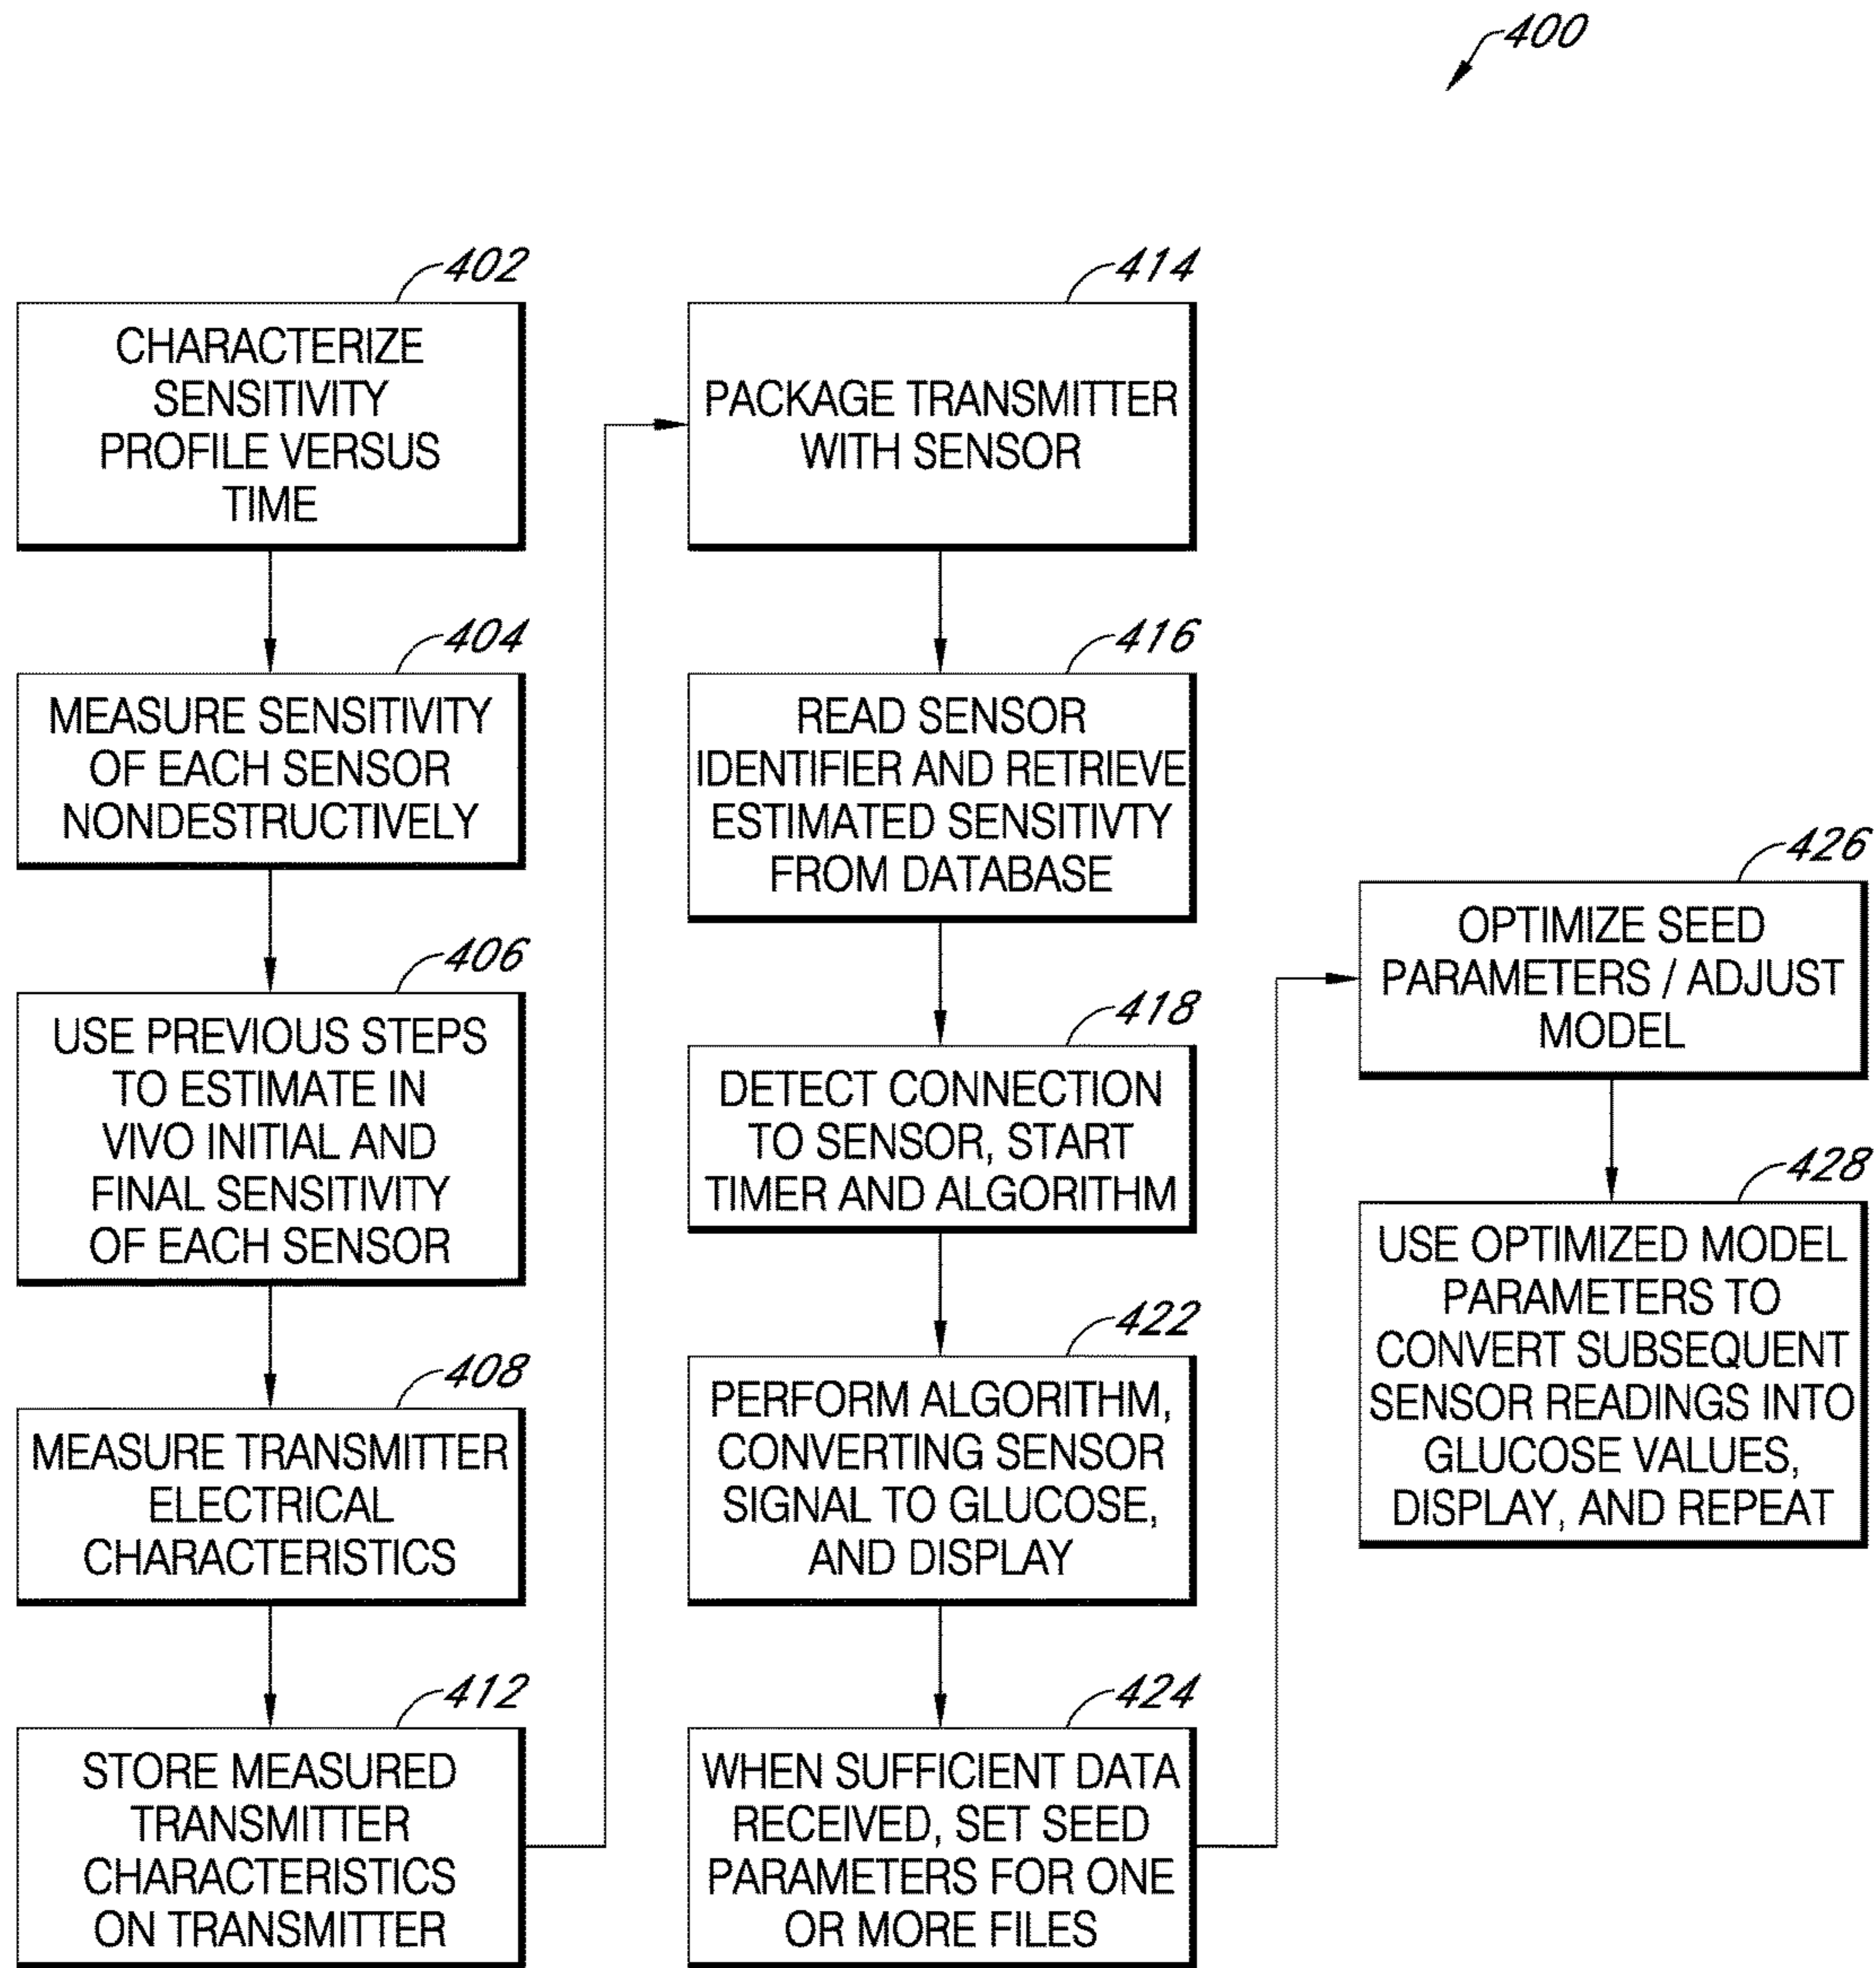 400
402
CHARACTERIZE
SENSITIVITY
PROFILE VERSUS
TIME
404
MEASURE SENSITIVITY
OF EACH SENSOR
NONDESTRUCTIVELY
406
USE PREVIOUS STEPS
TO ESTIMATE IN
VIVO INITIAL AND
FINAL SENSITIVITY
OF EACH SENSOR
408
MEASURE TRANSMITTER
ELECTRICAL
CHARACTERISTICS
412
STORE MEASURED
TRANSMITTER
CHARACTERISTICS
ON TRANSMITTER
414
PACKAGE TRANSMITTER
WITH SENSOR
416
READ SENSOR
IDENTIFIER AND RETRIEVE
ESTIMATED SENSITIVTY
FROM DATABASE
418
DETECT CONNECTION
TO SENSOR, START
TIMER AND ALGORITHM
422
PERFORM ALGORITHM,
CONVERTING SENSOR
SIGNAL TO GLUCOSE,
AND DISPLAY
424
WHEN SUFFICIENT DATA
RECEIVED, SET SEED
PARAMETERS FOR ONE
OR MORE FILES
426
OPTIMIZE SEED
PARAMETERS / ADJUST
MODEL
428
USE OPTIMIZED MODEL
PARAMETERS TO
CONVERT SUBSEQUENT
SENSOR READINGS INTO
GLUCOSE VALUES,
DISPLAY, AND REPEAT